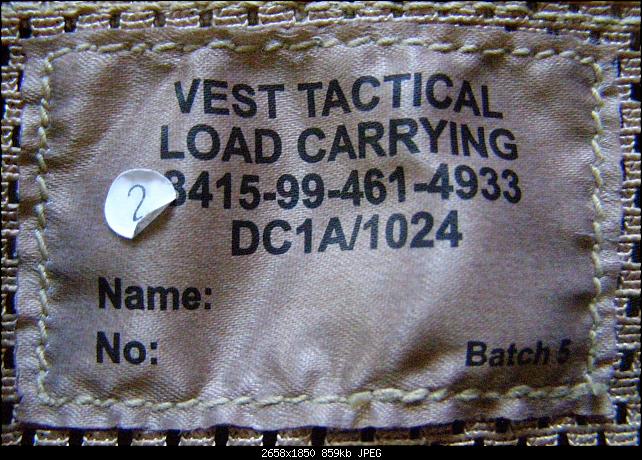 VEST TACTICAL
LOAD CARRYING
2
8415-99-461-4933
DC1A/1024
Name:
No:
Batch 5
2658x1850 859kb JPEG